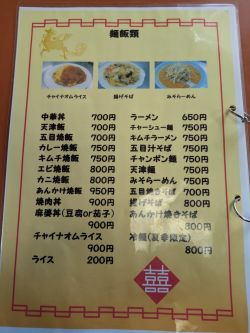 麺飯類
チャイナオムライス
揚げそば
みそらーめん
中華丼 700円
天津飯 700円
五目焼飯 700円
カレー焼飯 750円
キムチ焼飯 750円
エビ焼飯 800円
カニ焼飯 800円
あんかけ焼飯 950円
焼肉丼 900円
麻婆丼(豆腐or茄子)
900円
チャイナオムライス
900円
ライス 200円
ラーメン 650円
チャーシュー麺 750円
キムチラーメン 750円
五目汁そば 750円
チャンポン麺 750円
天津麺 750円
みそらーめん 750円
五目焼きそば 750円
揚げそば 800円
あんかけ焼きそば
800円
冷麺(夏季限定)
800円
囍